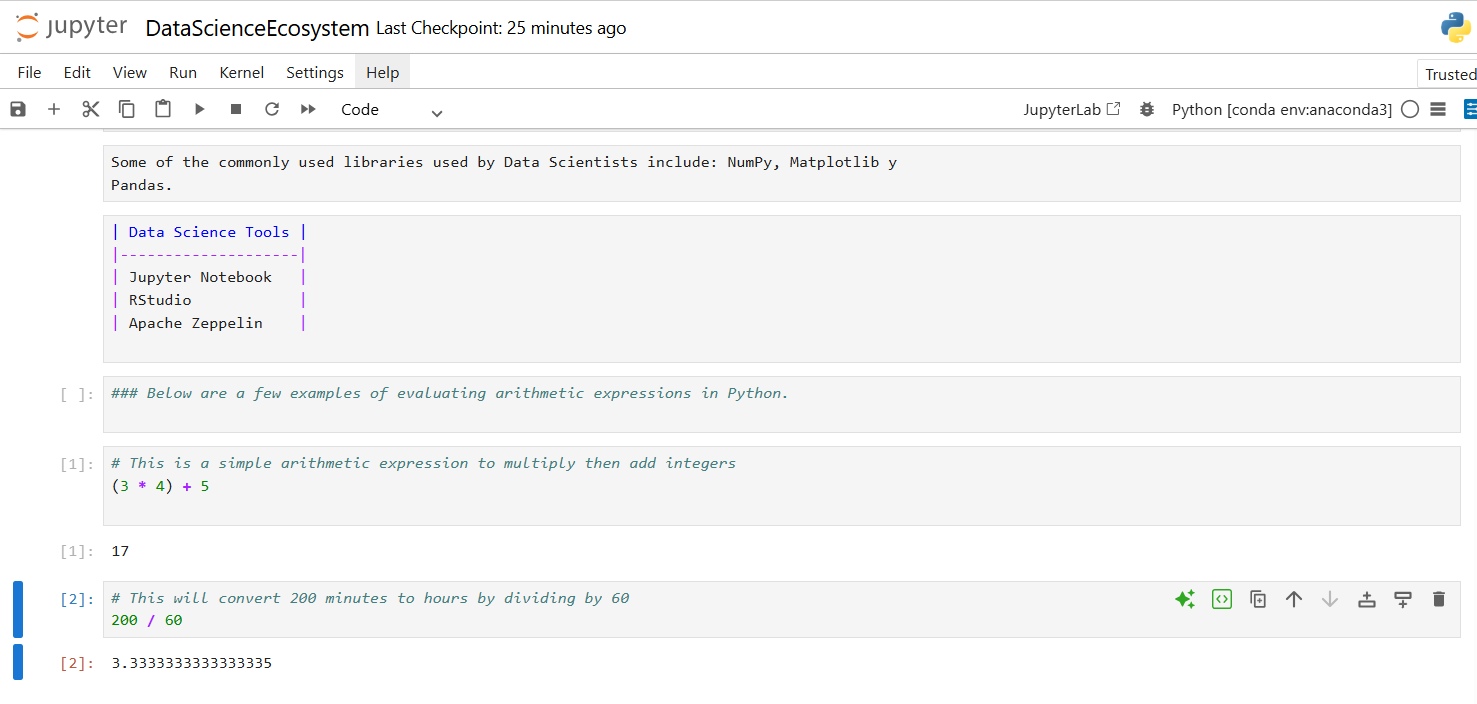 jupyter DataScienceEcosystem Last Checkpoint: 25 minutes ago
File Edit View Run Kernel Settings Help
Trusted
Code
JupyterLab Python [conda env:anaconda3]
Some of the commonly used libraries used by Data Scientists include: NumPy, Matplotlib y
Pandas.
| Data Science Tools |
|--------------------|
| Jupyter Notebook   |
| RStudio            |
| Apache Zeppelin    |
[ ]: ### Below are a few examples of evaluating arithmetic expressions in Python.
[1]: # This is a simple arithmetic expression to multiply then add integers
(3 * 4) + 5
[1]: 17
[2]: # This will convert 200 minutes to hours by dividing by 60
200 / 60
[2]: 3.3333333333333335